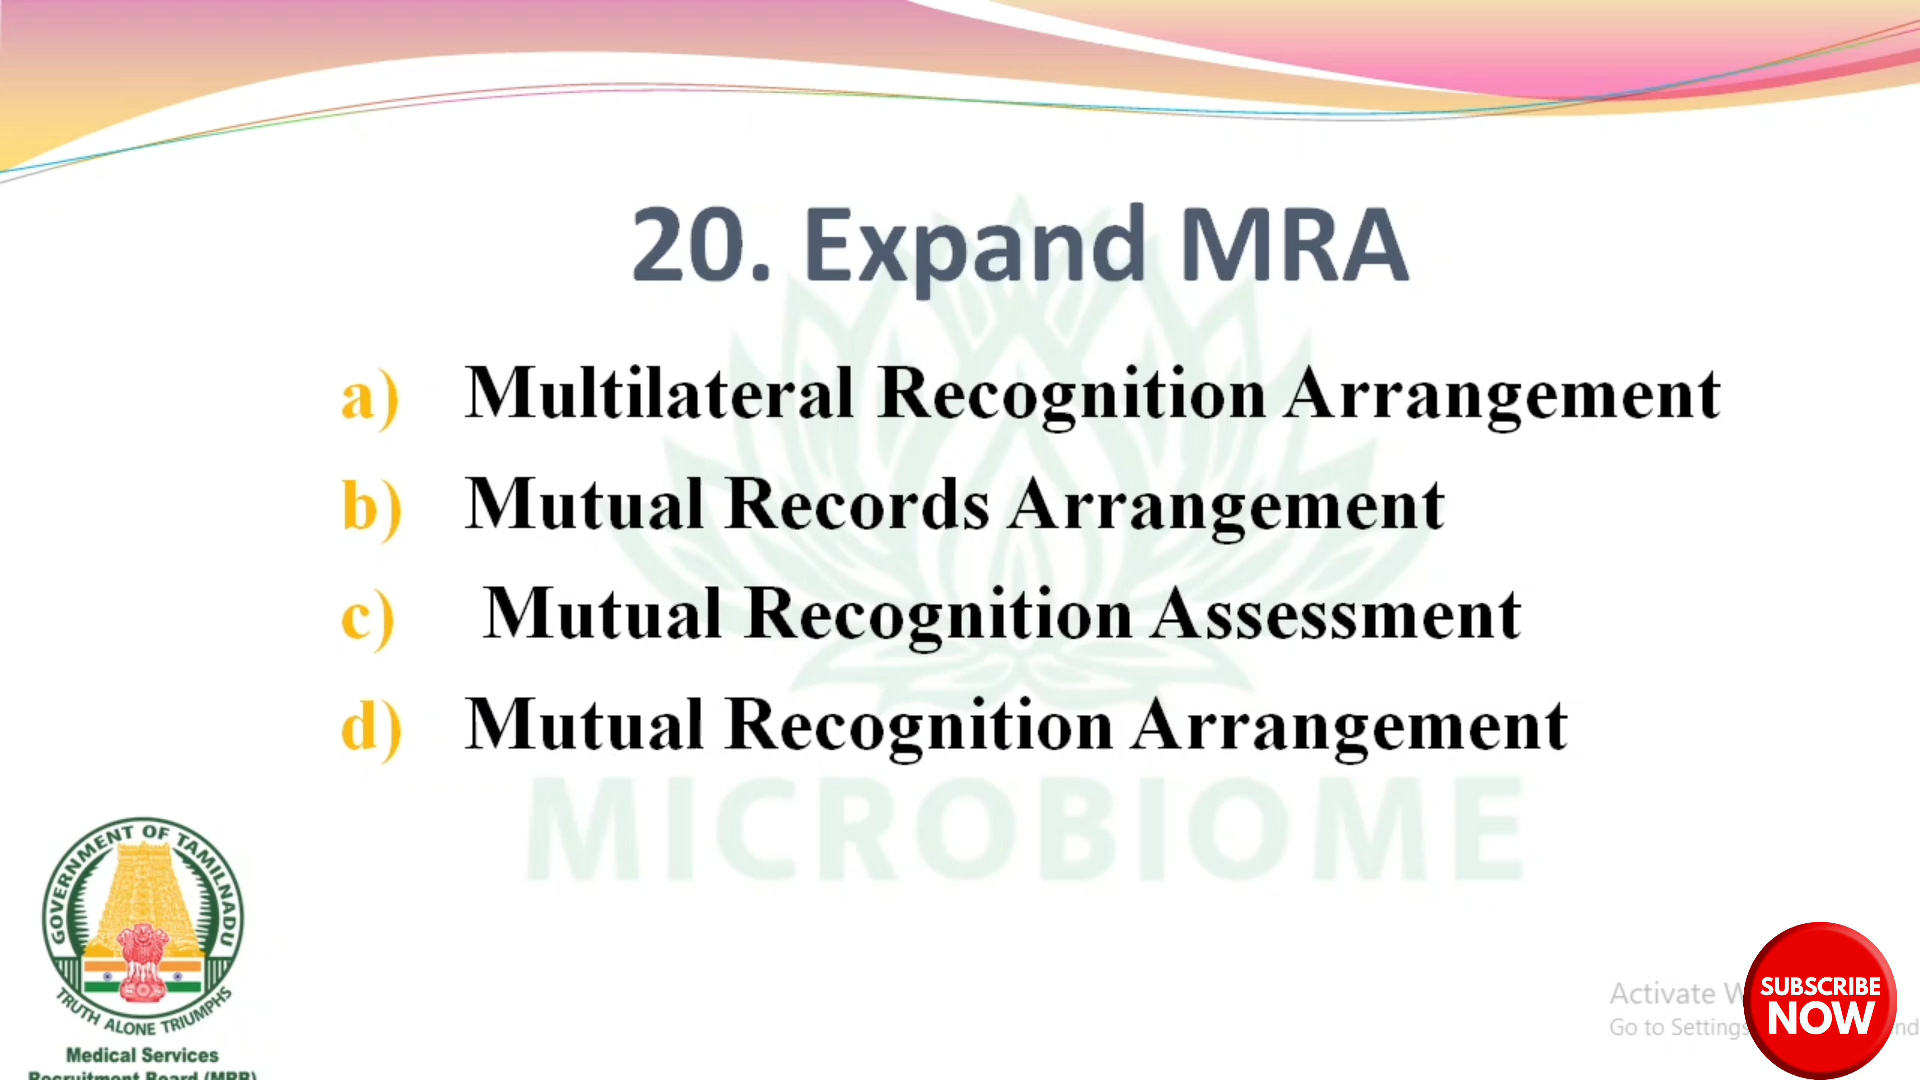 20. Expand MRA
a) Multilateral Recognition Arrangement
b) Mutual Records Arrangement
c) Mutual Recognition Assessment
d) Mutual Recognition Arrangement
MICROBIOME
GOVERNMENT OF TAMILNADU
TRUTH ALONE TRIUMPHS
Medical Services
Recruitment Board (MRB)
Activate
Go to Settings
SUBSCRIBE
NOW